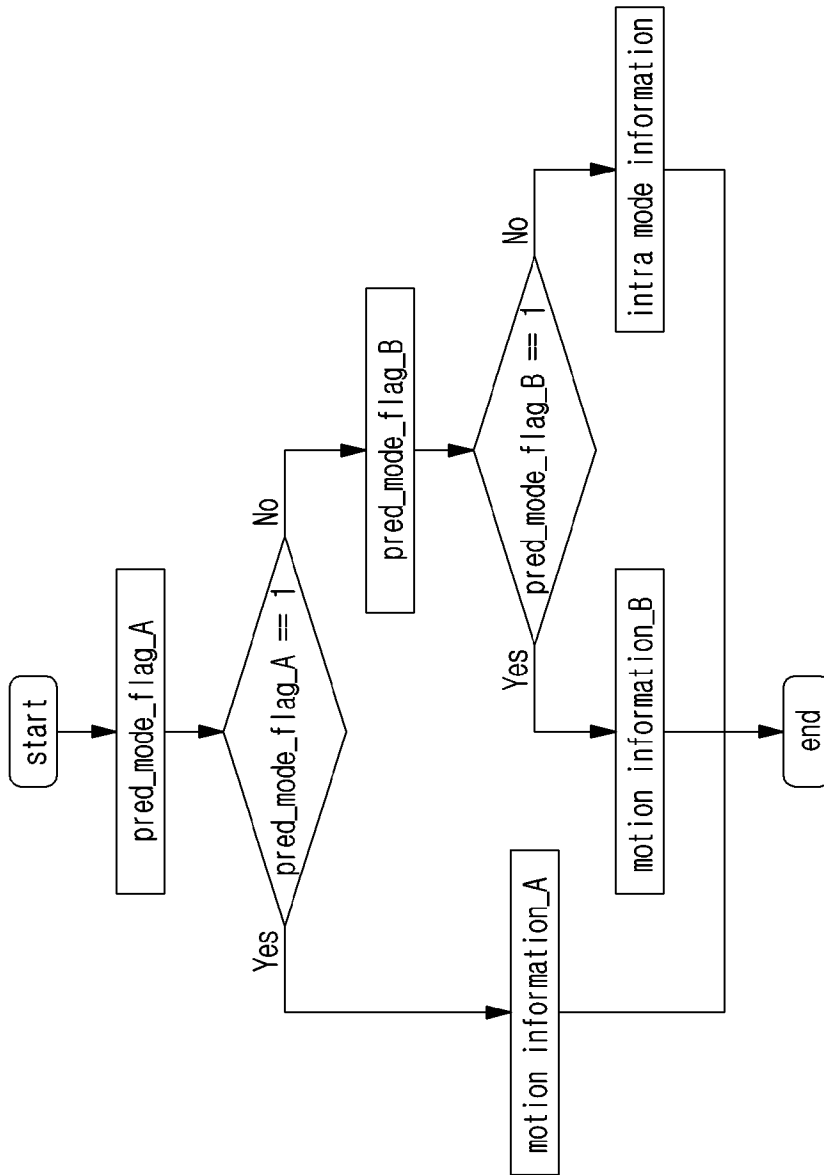 start
pred_mode_flag_A
pred_mode_flag_A == 1
Yes
No
pred_mode_flag_B
pred_mode_flag_B == 1
Yes
No
motion information_A
motion information_B
intra mode information
end